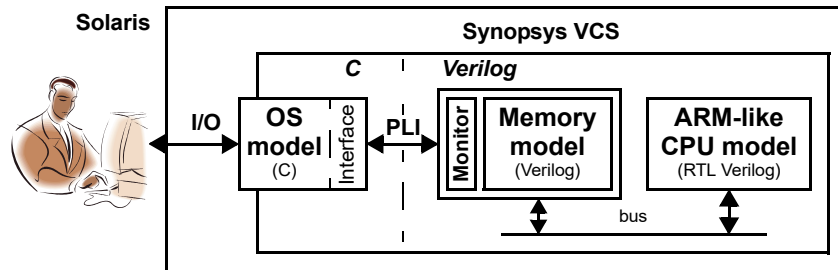 Solaris
Synopsys VCS
C
Verilog
I/O
OS
model
(C)
Interface
PLI
Monitor
Memory
model
(Verilog)
ARM-like
CPU model
(RTL Verilog)
bus